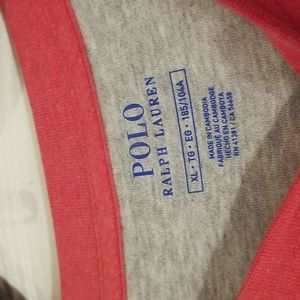 POLO
RALPH LAUREN
XL • TG • EG • 185/104A
MADE IN CAMBODIA
FABRIQUÉ AU CAMBODGE
HECHO EN CAMBOYA
RN 41381 / CA 54608